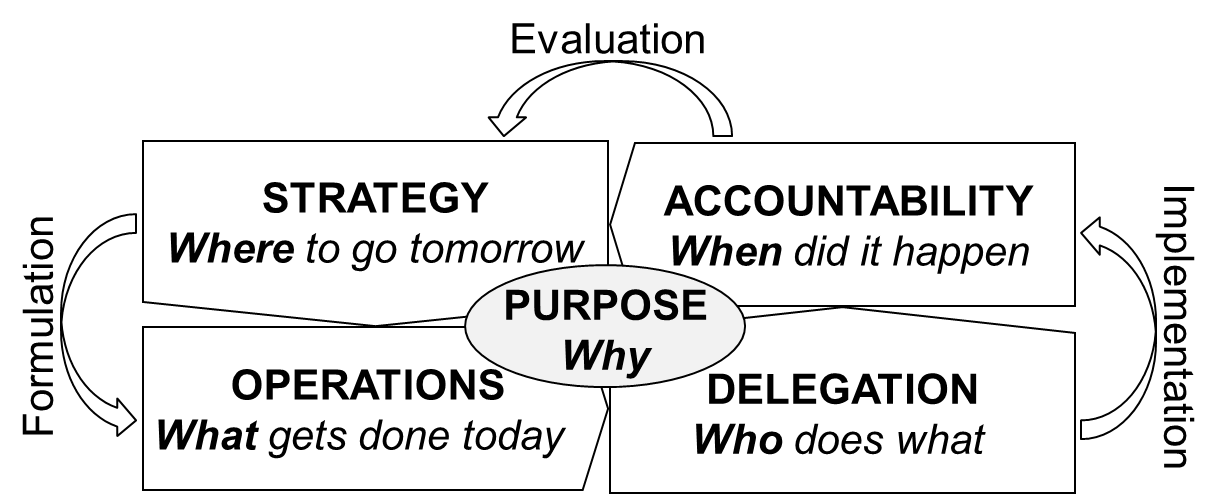 Evaluation
STRATEGY
Where to go tomorrow
ACCOUNTABILITY
When did it happen
Formulation
Implementation
PURPOSE
Why
OPERATIONS
What gets done today
DELEGATION
Who does what